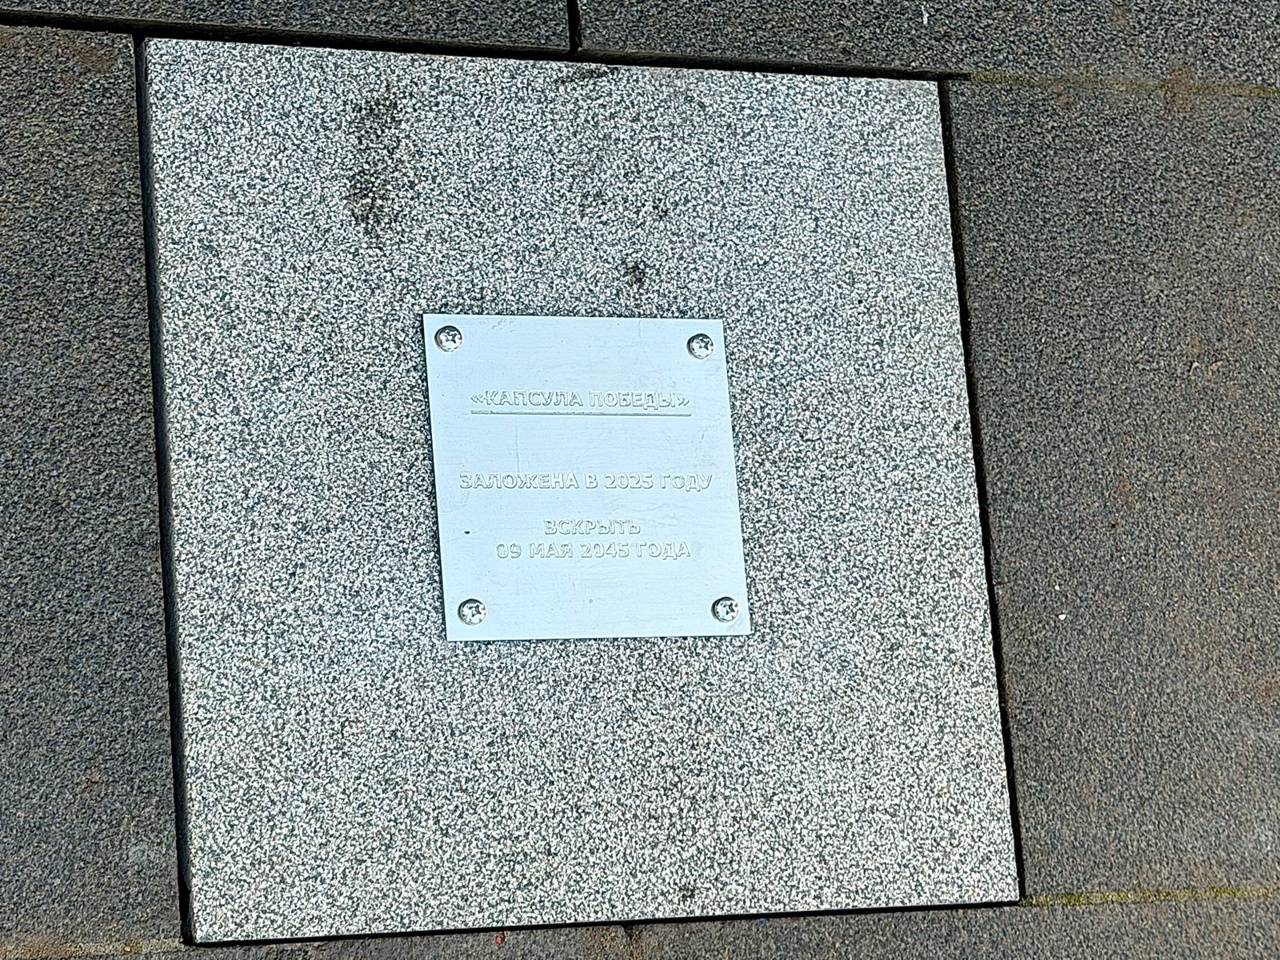 «КАПСУЛА ПОБЕДЫ»
ЗАЛОЖЕНА В 2025 ГОДУ
ВСКРЫТЬ
09 МАЯ 2045 ГОДА